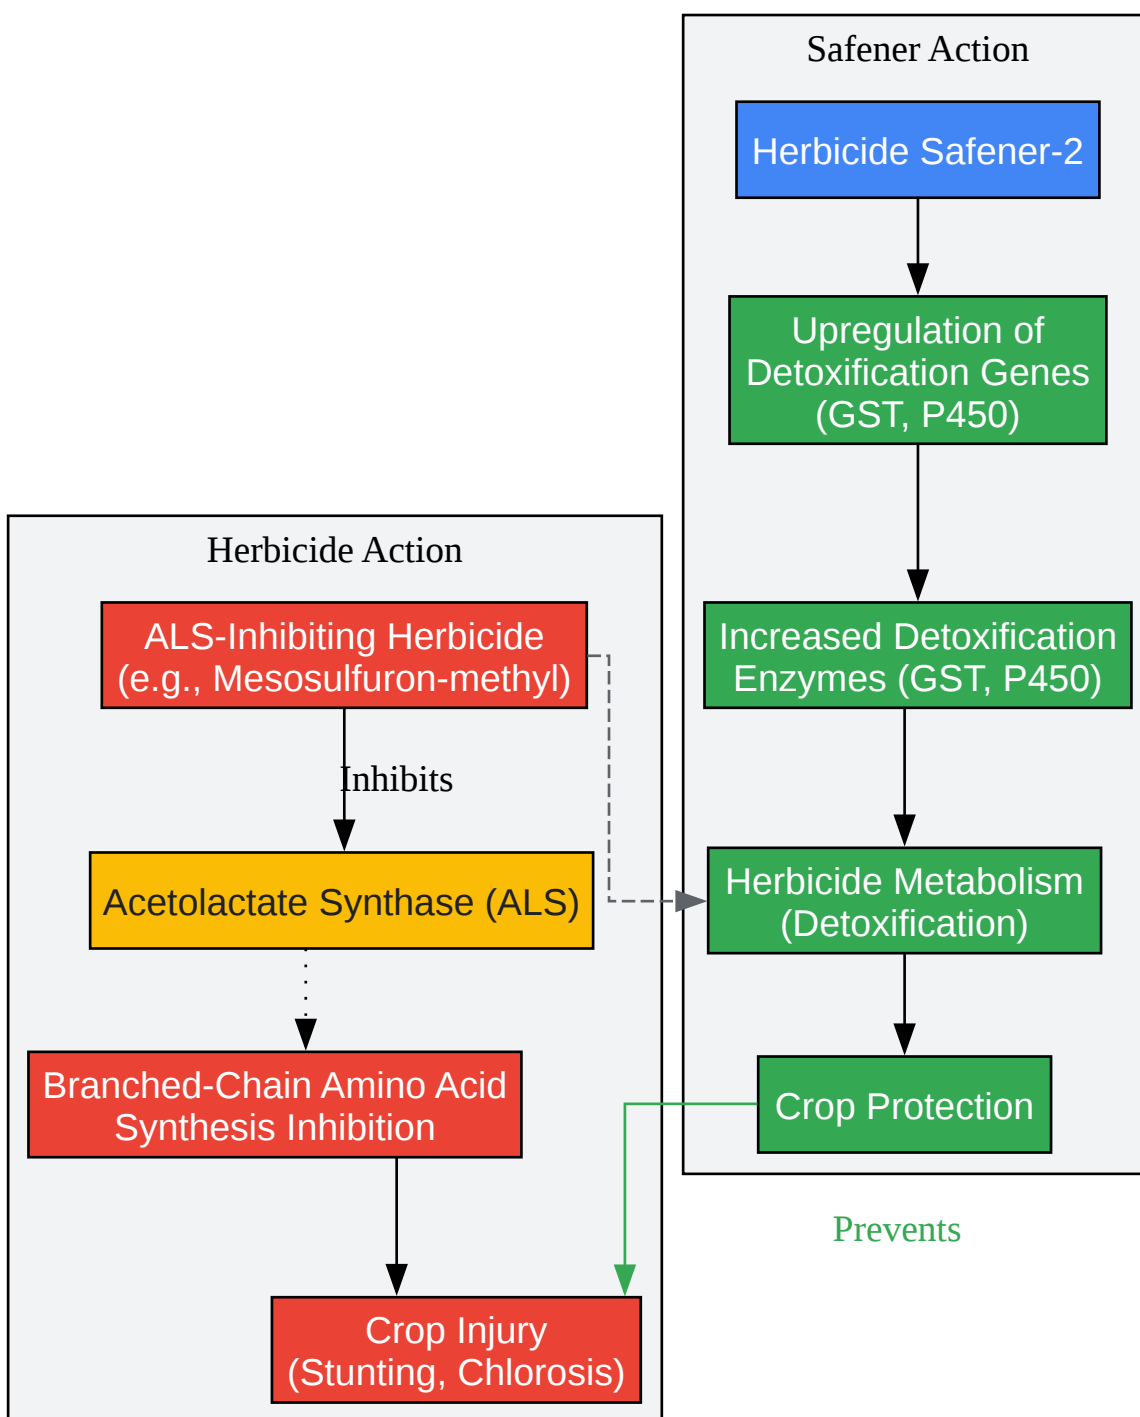 Safener Action
Herbicide Safener-2
Upregulation of
Detoxification Genes
(GST, P450)
Increased Detoxification
Enzymes (GST, P450)
Herbicide Metabolism
(Detoxification)
Crop Protection
Prevents
Herbicide Action
ALS-Inhibiting Herbicide
(e.g., Mesosulfuron-methyl)
Inhibits
Acetolactate Synthase (ALS)
Branched-Chain Amino Acid
Synthesis Inhibition
Crop Injury
(Stunting, Chlorosis)